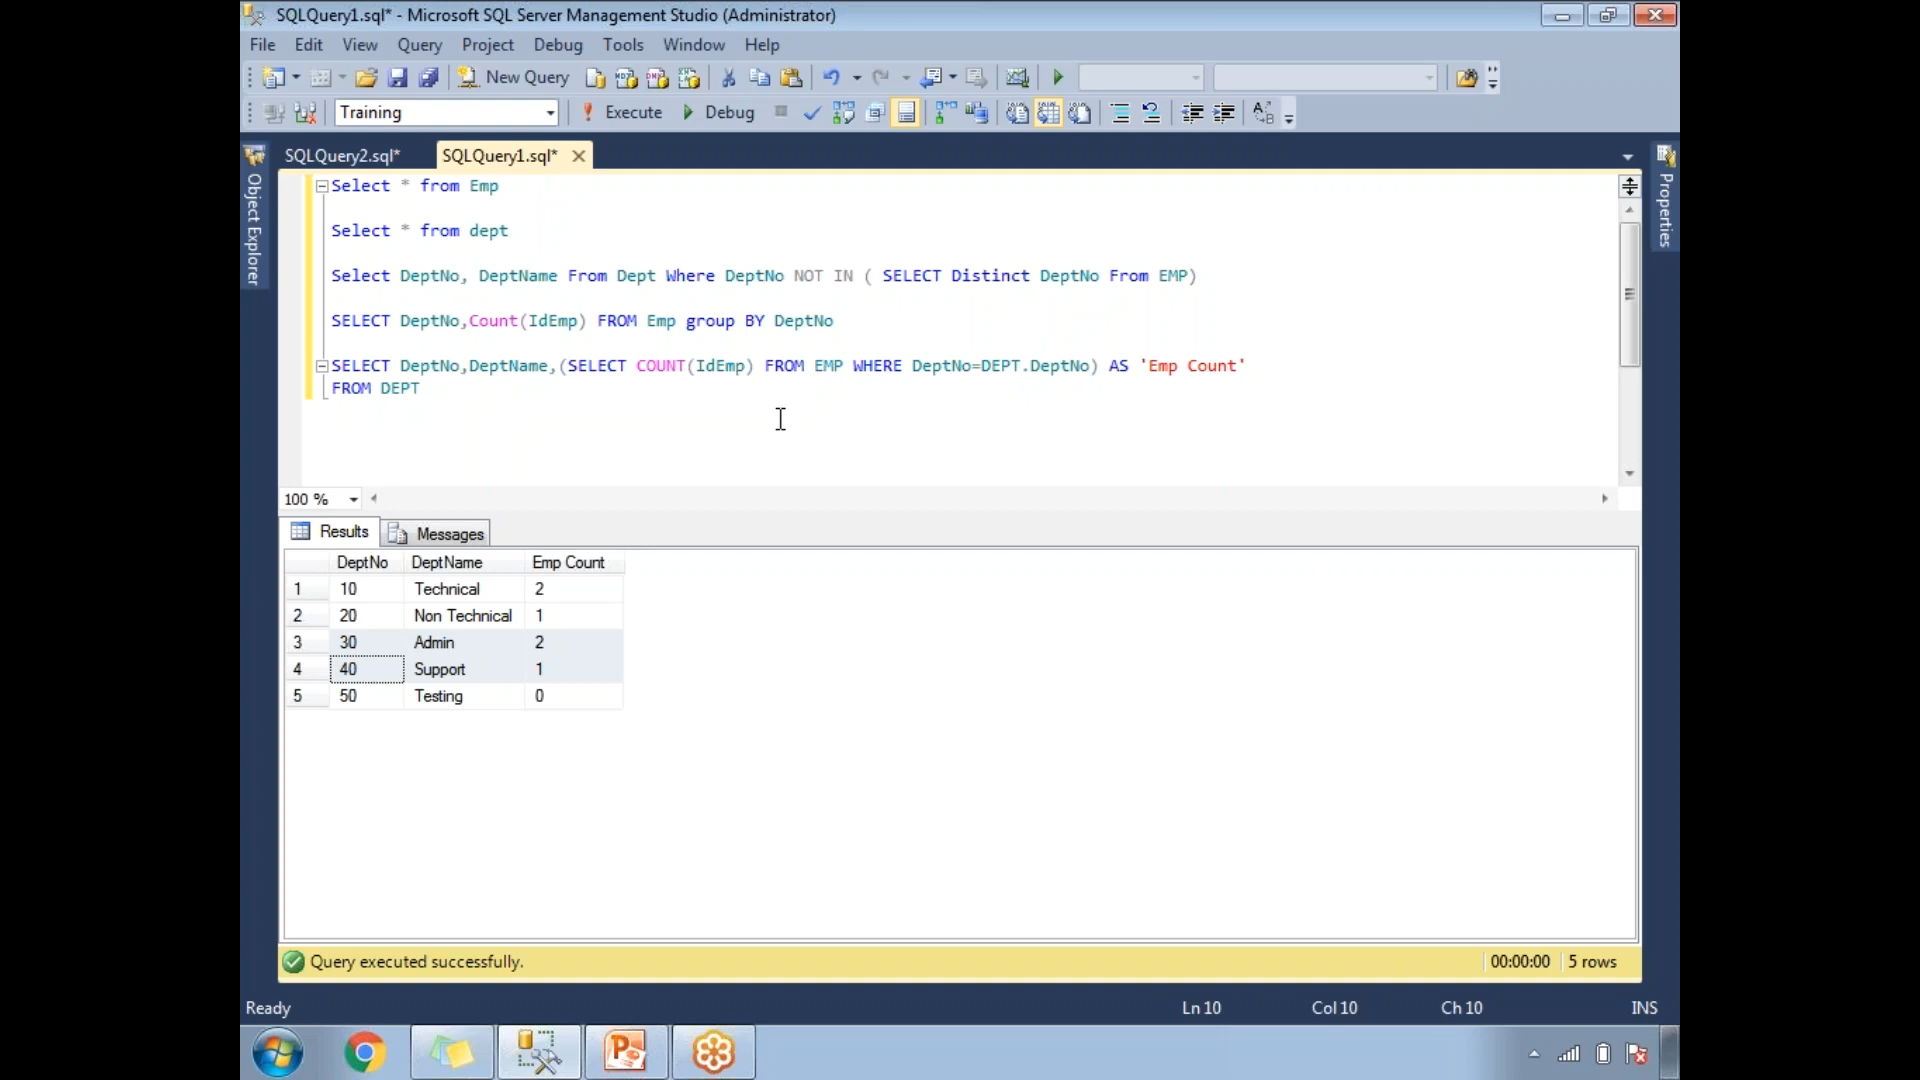 SQLQuery1.sql* - Microsoft SQL Server Management Studio (Administrator)
File Edit View Query Project Debug Tools Window Help
New Query
Training Execute Debug
SQLQuery2.sql* SQLQuery1.sql*
Object Explorer
Properties
Select * from Emp
Select * from dept
Select DeptNo, DeptName From Dept Where DeptNo NOT IN ( SELECT Distinct DeptNo From EMP)
SELECT DeptNo,Count(IdEmp) FROM Emp group BY DeptNo
SELECT DeptNo,DeptName,(SELECT COUNT(IdEmp) FROM EMP WHERE DeptNo=DEPT.DeptNo) AS 'Emp Count'
FROM DEPT
100 %
Results Messages
DeptNo DeptName Emp Count
1 10 Technical 2
2 20 Non Technical 1
3 30 Admin 2
4 40 Support 1
5 50 Testing 0
Query executed successfully. 00:00:00 5 rows
Ready Ln 10 Col 10 Ch 10 INS